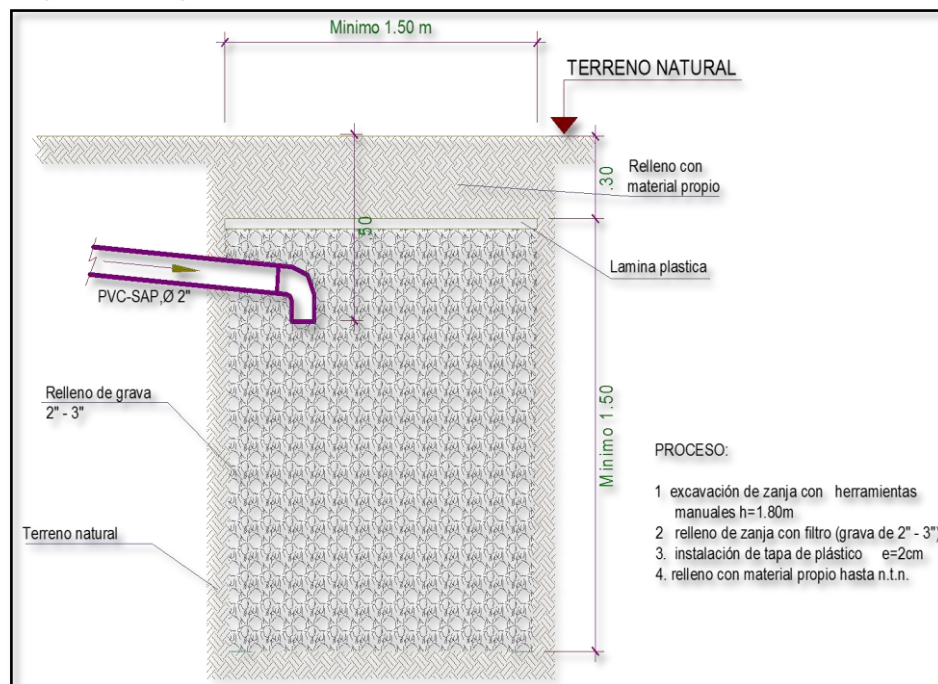 Minimo 1.50 m
TERRENO NATURAL
Relleno con
material propio
.30
.50
Lamina plastica
PVC-SAP,Ø 2"
Relleno de grava
2" - 3"
Minimo 1.50
Terreno natural
PROCESO:
1 excavación de zanja con herramientas
manuales h=1.80m
2 relleno de zanja con filtro (grava de 2" - 3")
3. instalación de tapa de plástico e=2cm
4. relleno con material propio hasta n.t.n.